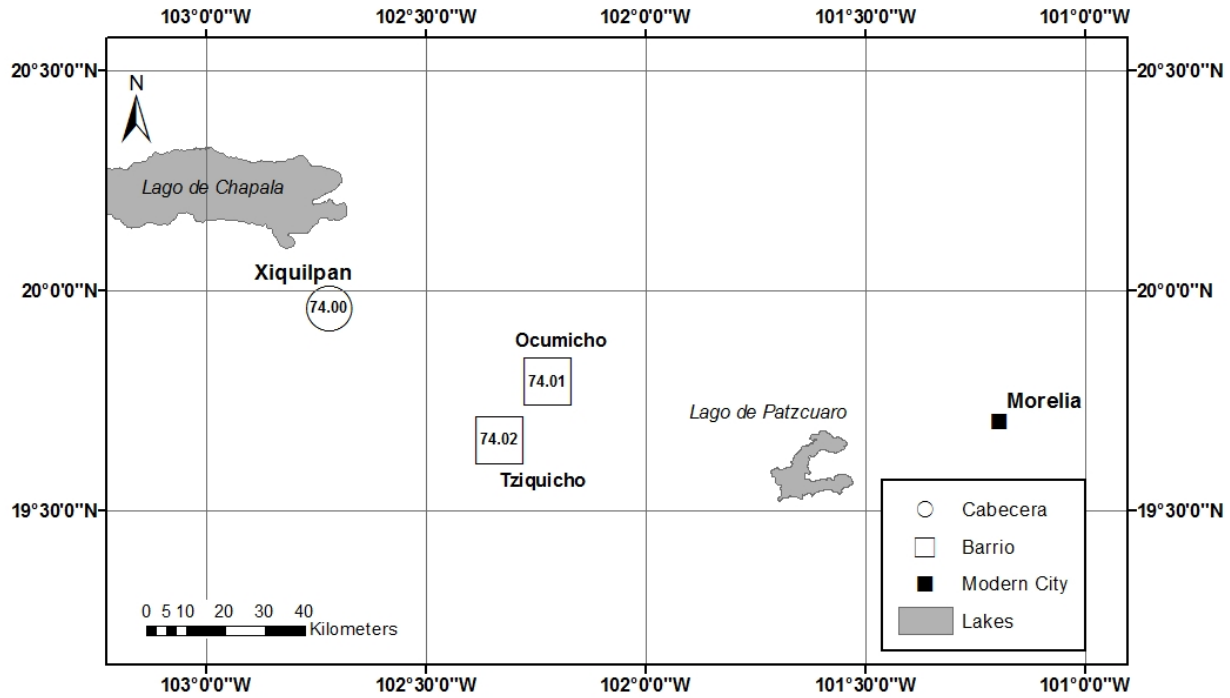 103°0'0"W 102°30'0"W 102°0'0"W 101°30'0"W 101°0'0"W
20°30'0"N 20°30'0"N
N
Lago de Chapala
Xiquilpan
20°0'0"N 20°0'0"N
74.00
Ocumicho
74.01
Lago de Patzcuaro
Morelia
74.02
Tziquicho
19°30'0"N 19°30'0"N
Cabecera
Barrio
Modern City
Lakes
0 5 10 20 30 40
Kilometers
103°0'0"W 102°30'0"W 102°0'0"W 101°30'0"W 101°0'0"W